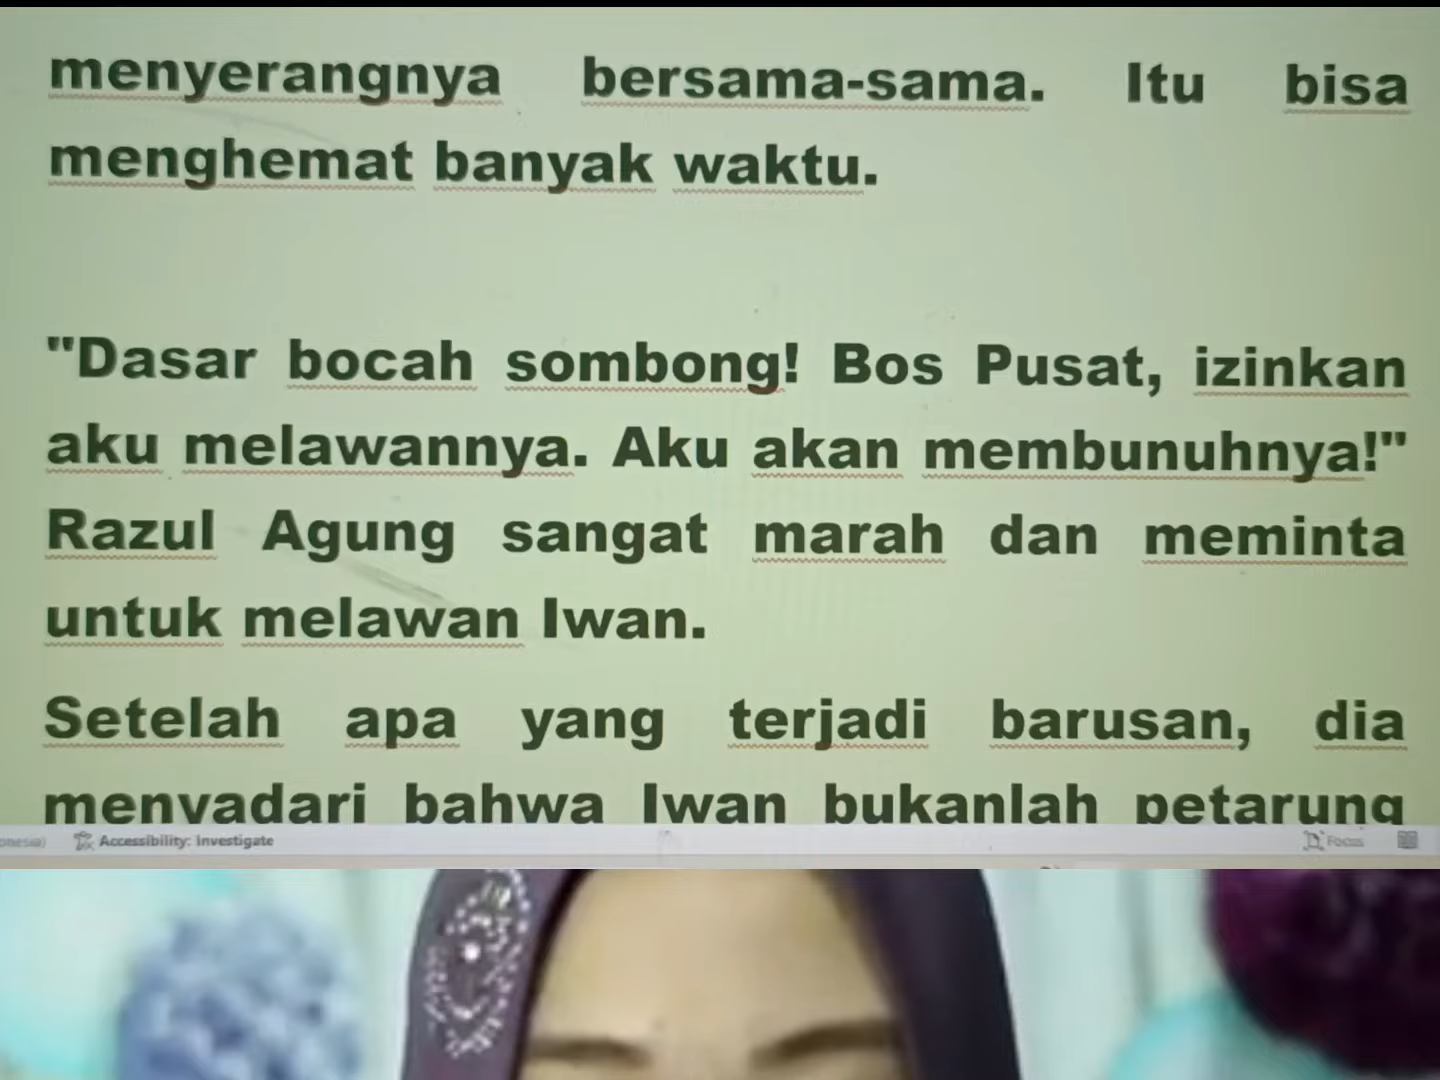 menyerangnya bersama-sama. Itu bisa
menghemat banyak waktu.
"Dasar bocah sombong! Bos Pusat, izinkan
aku melawannya. Aku akan membunuhnya!"
Razul Agung sangat marah dan meminta
untuk melawan Iwan.
Setelah apa yang terjadi barusan, dia
menyadari bahwa Iwan bukanlah petarung
Accessibility: Investigate
Focus